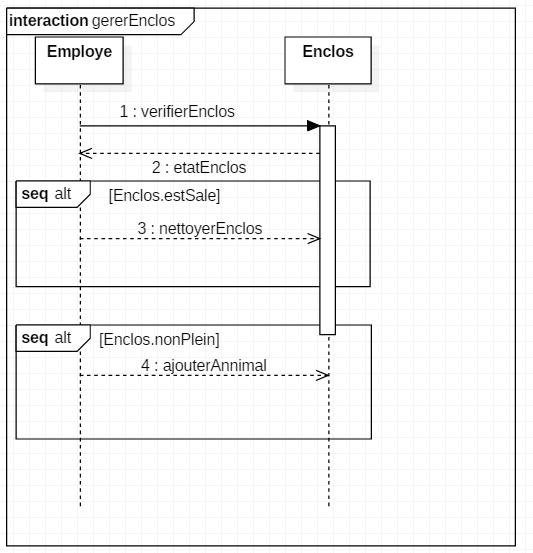 interaction gererEnclos
Employe
Enclos
1 : verifierEnclos
2 : etatEnclos
seq alt
[Enclos.estSale]
3 : nettoyerEnclos
seq alt
[Enclos.nonPlein]
4 : ajouterAnnimal